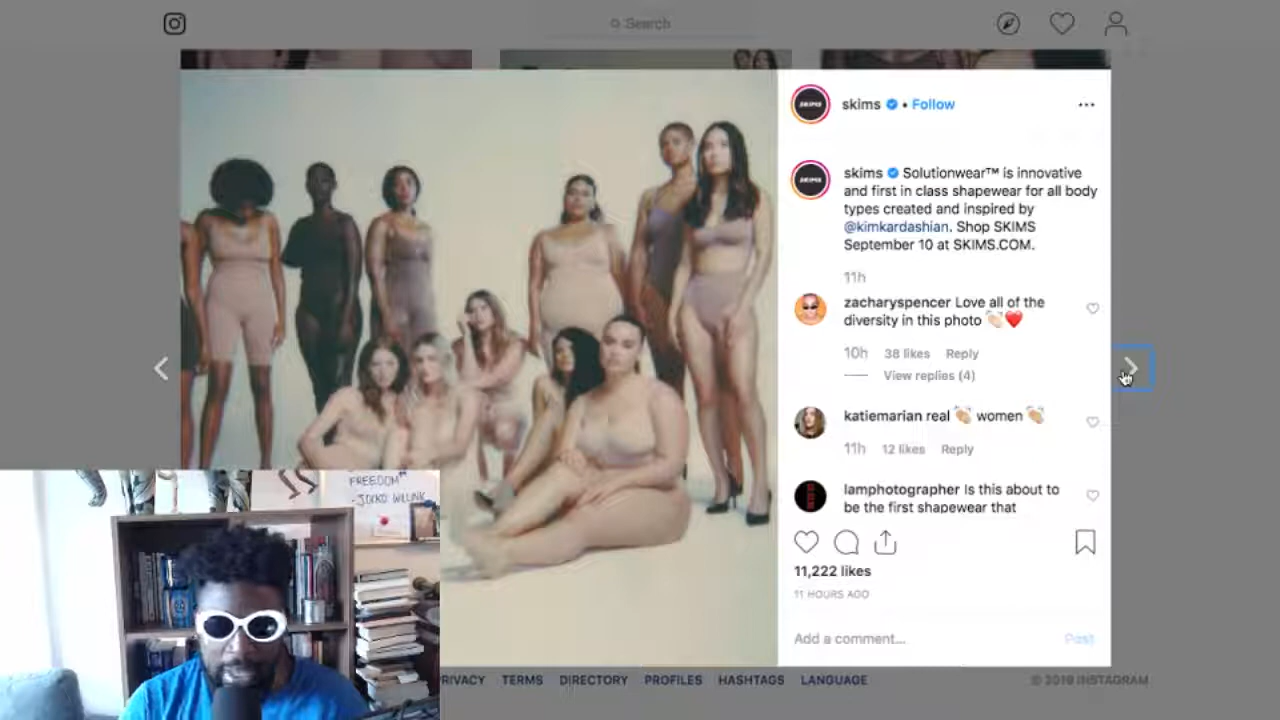 Search
skims • Follow
skims Solutionwear™ is innovative
and first in class shapewear for all body
types created and inspired by
@kimkardashian. Shop SKIMS
September 10 at SKIMS.COM.
11h
zacharyspencer Love all of the
diversity in this photo 👏🏻❤️
10h 38 likes Reply
View replies (4)
katiemarian real 👏🏼 women 👏🏼
11h 12 likes Reply
lamphotographer Is this about to
be the first shapewear that
11,222 likes
11 HOURS AGO
Add a comment... Post
FREEDOM"
-JOCKO WILLINK
RIVACY TERMS DIRECTORY PROFILES HASHTAGS LANGUAGE
© 2019 INSTAGRAM